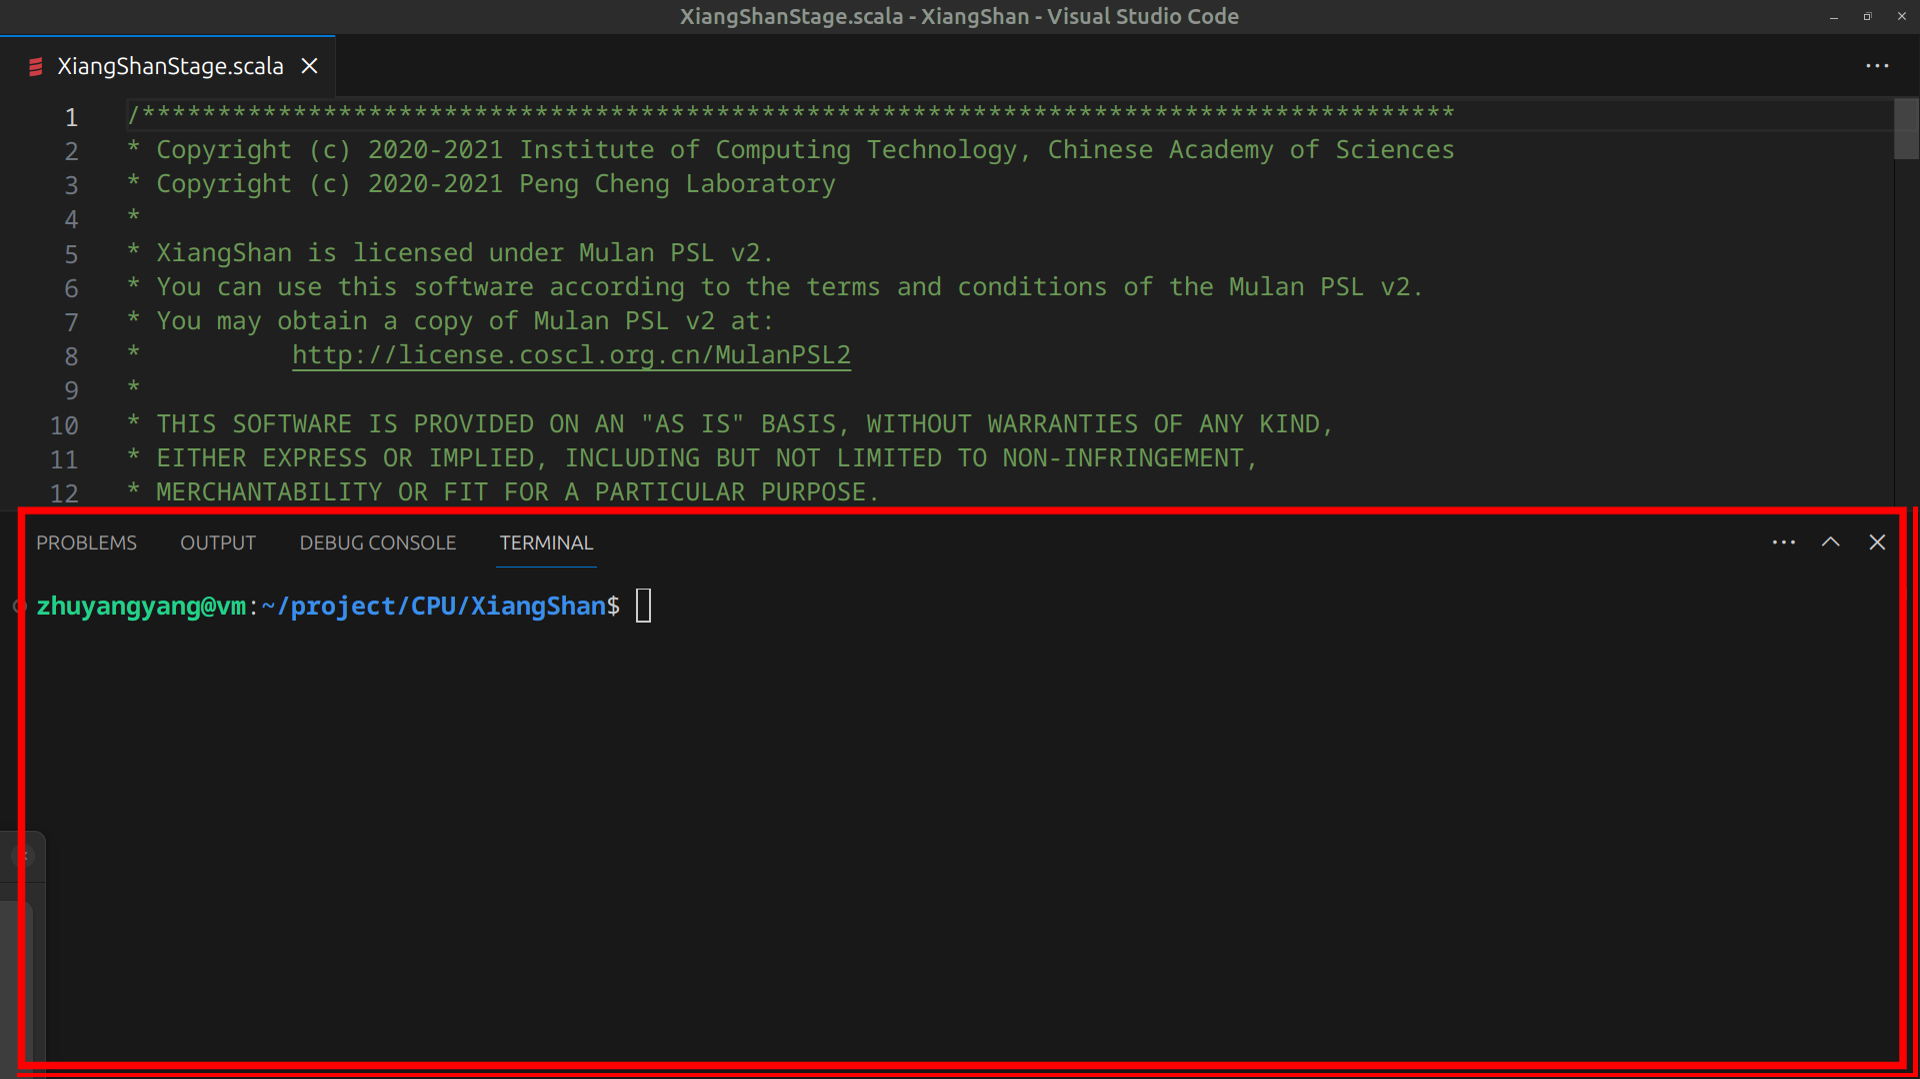 XiangShanStage.scala - XiangShan - Visual Studio Code
XiangShanStage.scala
1 /***************************************************************************************
2 * Copyright (c) 2020-2021 Institute of Computing Technology, Chinese Academy of Sciences
3 * Copyright (c) 2020-2021 Peng Cheng Laboratory
4 *
5 * XiangShan is licensed under Mulan PSL v2.
6 * You can use this software according to the terms and conditions of the Mulan PSL v2.
7 * You may obtain a copy of Mulan PSL v2 at:
8 *          http://license.coscl.org.cn/MulanPSL2
9 *
10 * THIS SOFTWARE IS PROVIDED ON AN "AS IS" BASIS, WITHOUT WARRANTIES OF ANY KIND,
11 * EITHER EXPRESS OR IMPLIED, INCLUDING BUT NOT LIMITED TO NON-INFRINGEMENT,
12 * MERCHANTABILITY OR FIT FOR A PARTICULAR PURPOSE.
PROBLEMS OUTPUT DEBUG CONSOLE TERMINAL
zhuyangyang@vm:~/project/CPU/XiangShan$